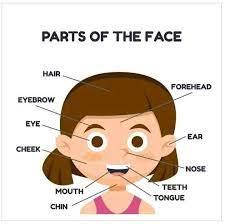 PARTS OF THE FACE
HAIR
FOREHEAD
EYEBROW
EYE
EAR
CHEEK
NOSE
MOUTH
TEETH
TONGUE
CHIN